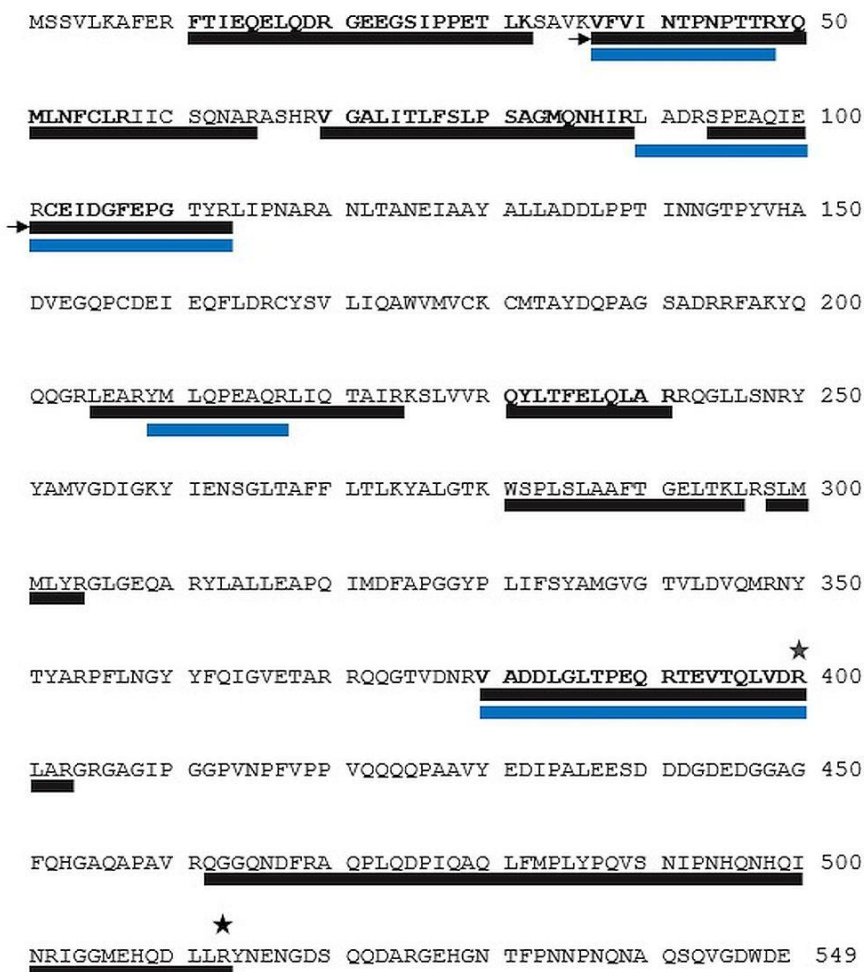 MSSVLKAFER FTIEQELQDR GEEGSIPPET LKSAVKVFVI NTPNPTTRYQ 50
MLNFCLRIIC SQNARASHRV GALITLFSLP SAGMQNHIRL ADRSPEAQIE 100
RCEIDGFEPG TYRLIPNARA NLTANEIAAY ALLADDLPPT INNGTPYVHA 150
DVEGQPCDEI EQFLDRCYSV LIQAWVMVCK CMTAYDQPAG SADRRFAKYQ 200
QQGRLEARYM LQPEAQRLIQ TAIRKSLVVR QYLTFELQLA RRQGLLSNRY 250
YAMVGDIGKY IENSGLTAFF LTLKYALGTK WSPLSLAAFT GELTKLRSLM 300
MLYRGLGEQA RYLALLEAPQ IMDFAPGGYP LIFSYAMGVG TVLDVQMRNY 350
TYARPFLNGY YFQIGVETAR RQQGTVDNRV ADDLGLTPEQ RTEVTQLVDR 400
LARGRGAGIP GGPVNPFVPP VQQQQPAAVY EDIPALEESD DDGDEDGGAG 450
FQHGAQAPAV RQGGQNDFRA QPLQDPIQAQ LFMPLYPQVS NIPNHQNHQI 500
NRIGGMEHQD LLRYNENGDS QQDARGEHGN TFPNNPNQNA QSQVGDWDE 549